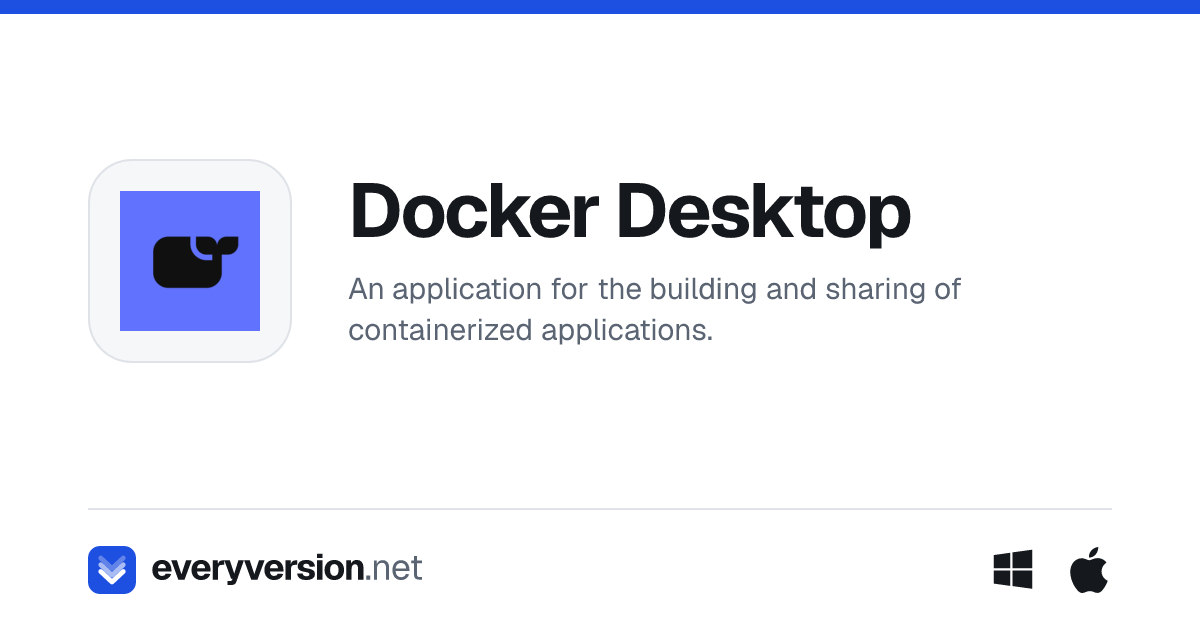 Docker Desktop
An application for the building and sharing of
containerized applications.
everyversion.net